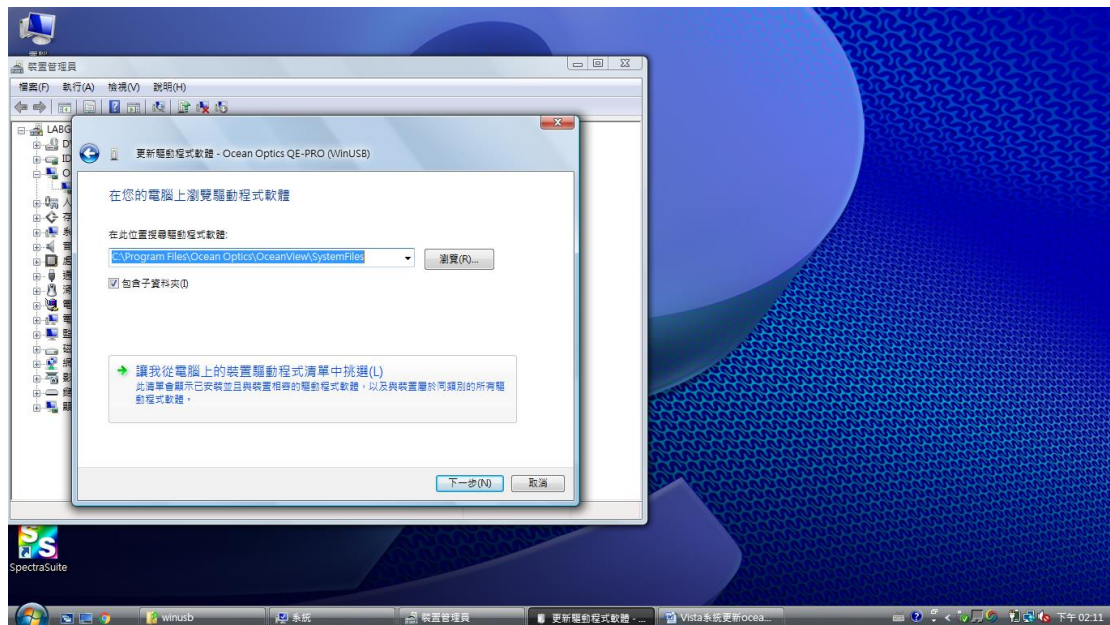 裝置管理員
檔案(F) 執行(A) 檢視(V) 說明(H)
LABG
更新驅動程式軟體 - Ocean Optics QE-PRO (WinUSB)
在您的電腦上瀏覽驅動程式軟體
在此位置搜尋驅動程式軟體:
C:\Program Files\Ocean Optics\OceanView\SystemFiles
瀏覽(R)...
包含子資料夾(I)
讓我從電腦上的裝置驅動程式清單中挑選(L)
此清單會顯示已安裝並且與裝置相容的驅動程式軟體，以及與裝置屬於同類別的所有驅
動程式軟體。
下一步(N) 取消
SpectraSuite
winusb 系統 裝置管理員 更新驅動程式軟體 - ... Vista系統更新ocea... 下午 02:11